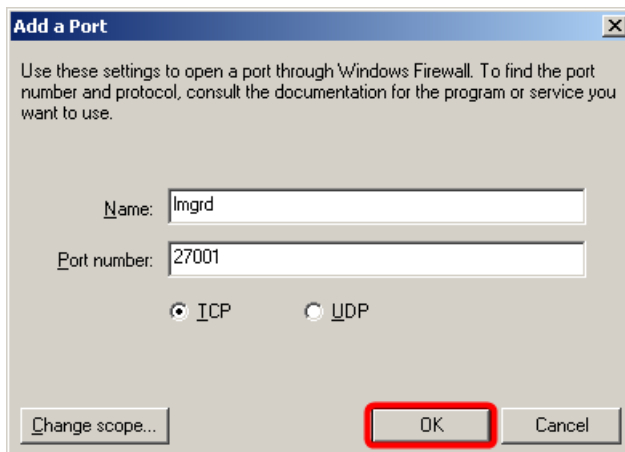 Add a Port
Use these settings to open a port through Windows Firewall. To find the port
number and protocol, consult the documentation for the program or service you
want to use.
Name: lmgrd
Port number: 27001
TCP UDP
Change scope... OK Cancel